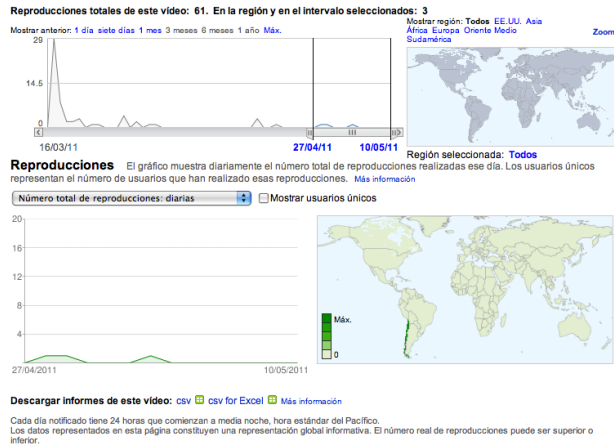 Reproducciones totales de este vídeo: 61. En la región y en el intervalo seleccionados: 3
Mostrar anterior: 1 día siete días 1 mes 3 meses 6 meses 1 año Máx.
Mostrar región: Todos EE.UU. Asia
África Europa Oriente Medio
Sudamérica
Zoom
29
14.5
0
16/03/11
27/04/11
10/05/11
Región seleccionada: Todos
Reproducciones El gráfico muestra diariamente el número total de reproducciones realizadas ese día. Los usuarios únicos
representan el número de usuarios que han realizado esas reproducciones. Más información
Número total de reproducciones: diarias
Mostrar usuarios únicos
20
16
12
8
4
27/04/2011
10/05/2011
Máx.
0
Descargar informes de este vídeo: csv csv for Excel Más información
Cada día notificado tiene 24 horas que comienzan a media noche, hora estándar del Pacífico.
Los datos representados en esta página constituyen una representación global informativa. El número real de reproducciones puede ser superior o
inferior.